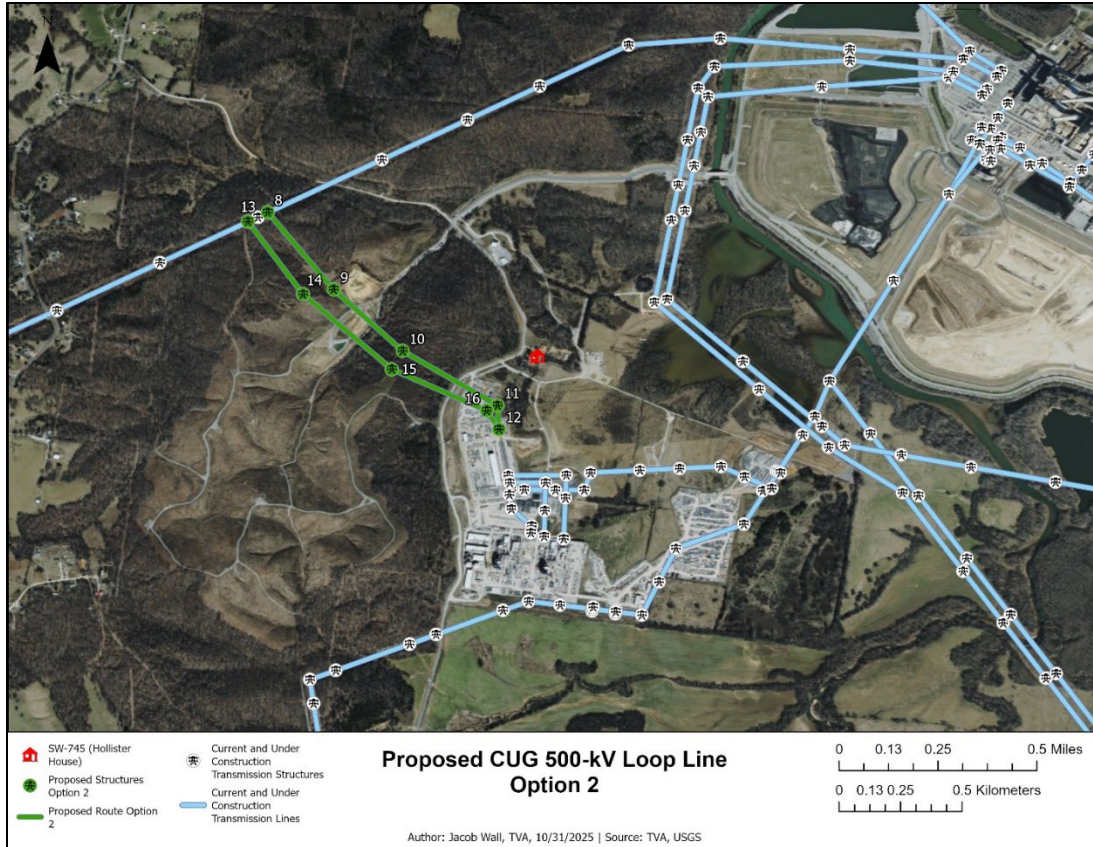 N
8
13
9
14
10
15
11
16
12
SW-745 (Hollister
House)
Proposed Structures
Option 2
Proposed Route Option
2
Current and Under
Construction
Transmission Structures
Current and Under
Construction
Transmission Lines
Proposed CUG 500-kV Loop Line
Option 2
0 0.13 0.25 0.5 Miles
0 0.13 0.25 0.5 Kilometers
Author: Jacob Wall, TVA, 10/31/2025 | Source: TVA, USGS